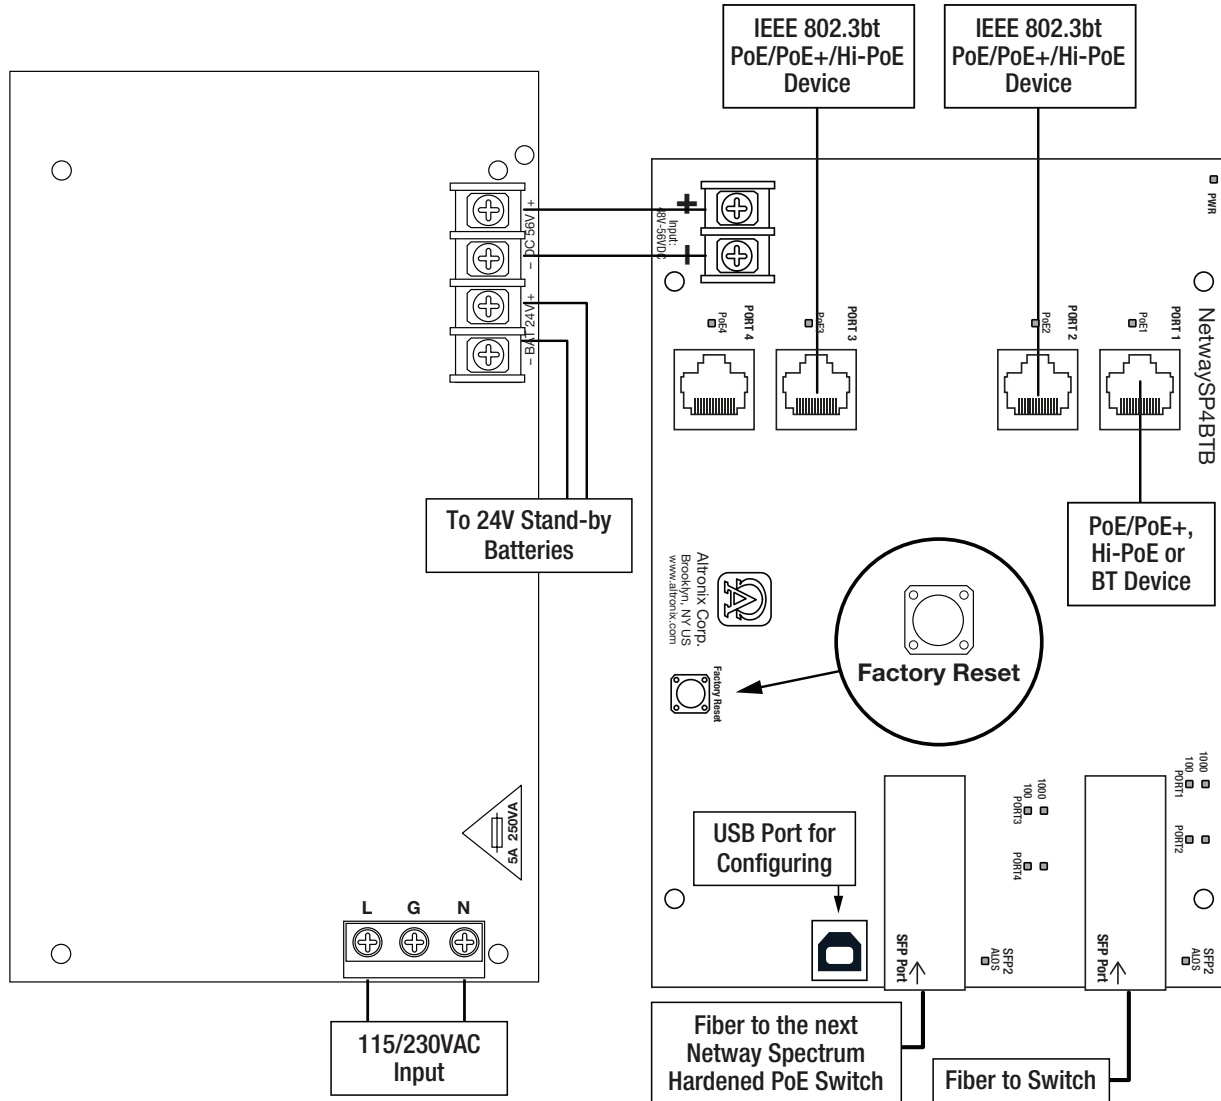 IEEE 802.3bt
PoE/PoE+/Hi-PoE
Device
IEEE 802.3bt
PoE/PoE+/Hi-PoE
Device
– DC 56V +
– BAT 24V +
+
–
Input:
48V-56VDC
PWR
NetwaySP4BTB
PORT 4
PoE4
PORT 3
PoE3
PORT 2
PoE2
PORT 1
PoE1
To 24V Stand-by
Batteries
PoE/PoE+,
Hi-PoE or
BT Device
Altronix Corp.
Brooklyn, NY US
www.altronix.com
Factory Reset
Factory Reset
5A 250VA
L G N
115/230VAC
Input
USB Port for
Configuring
1000
100
PORT3
PORT4
1000
100
PORT1
PORT2
SFP Port
SFP2
ALOS
SFP Port
SFP2
ALOS
Fiber to the next
Netway Spectrum
Hardened PoE Switch
Fiber to Switch